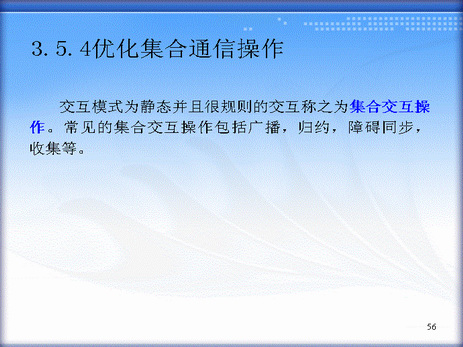 3.5.4优化集合通信操作
交互模式为静态并且很规则的交互称之为集合交互操
作。常见的集合交互操作包括广播，归约，障碍同步，
收集等。
56